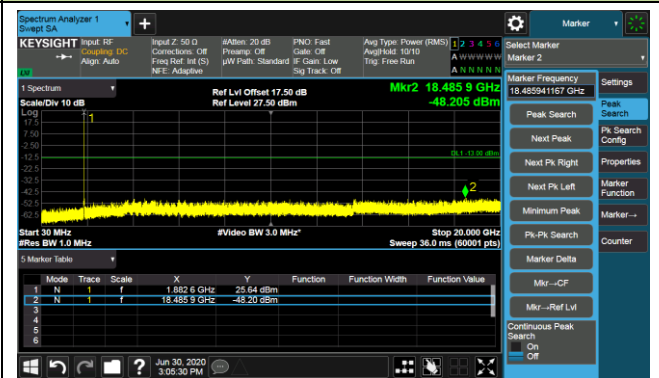 Spectrum Analyzer 1
Swept SA
Marker
KEYSIGHT
Input: RF
Coupling: DC
Align: Auto
Input Z: 50 Ω
Corrections: Off
Freq Ref: Int (S)
NFE: Adaptive
#Atten: 20 dB
Preamp: Off
µW Path: Standard
PNO: Fast
Gate: Off
IF Gain: Low
Sig Track: Off
Avg Type: Power (RMS)
Avg|Hold: 10/10
Trig: Free Run
1 2 3 4 5 6
A W W W W W
A N N N N N
Select Marker
Marker 2
1 Spectrum
Scale/Div 10 dB
Ref Lvl Offset 17.50 dB
Ref Level 27.50 dBm
Mkr2 18.485 9 GHz
-48.205 dBm
Log
17.5
7.50
-2.50
-12.5
-22.5
-32.5
-42.5
-52.5
-62.5
1
2
DL1 -13.00 dBm
Start 30 MHz
#Res BW 1.0 MHz
#Video BW 3.0 MHz*
Stop 20.000 GHz
Sweep 36.0 ms (60001 pts)
5 Marker Table
Mode Trace Scale X Y Function Function Width Function Value
1 N 1 f 1.882 6 GHz 25.64 dBm
2 N 1 f 18.485 9 GHz -48.20 dBm
3
4
5
6
Marker Frequency
18.485941167 GHz
Peak Search
Next Peak
Next Pk Right
Next Pk Left
Minimum Peak
Pk-Pk Search
Marker Delta
Mkr→CF
Mkr→Ref Lvl
Continuous Peak
Search
On
Off
Settings
Peak
Search
Pk Search
Config
Properties
Marker
Function
Marker→
Counter
?
Jun 30, 2020
3:05:30 PM